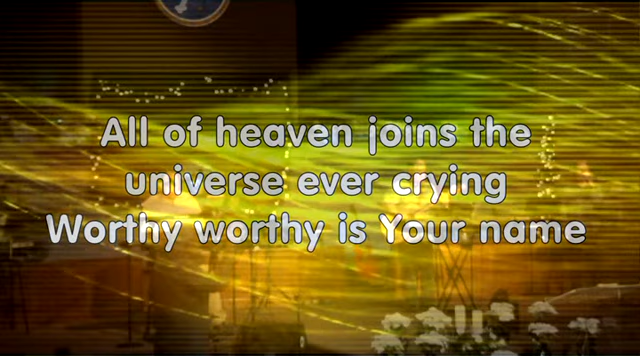 All of heaven joins the
universe ever crying
Worthy worthy is Your name